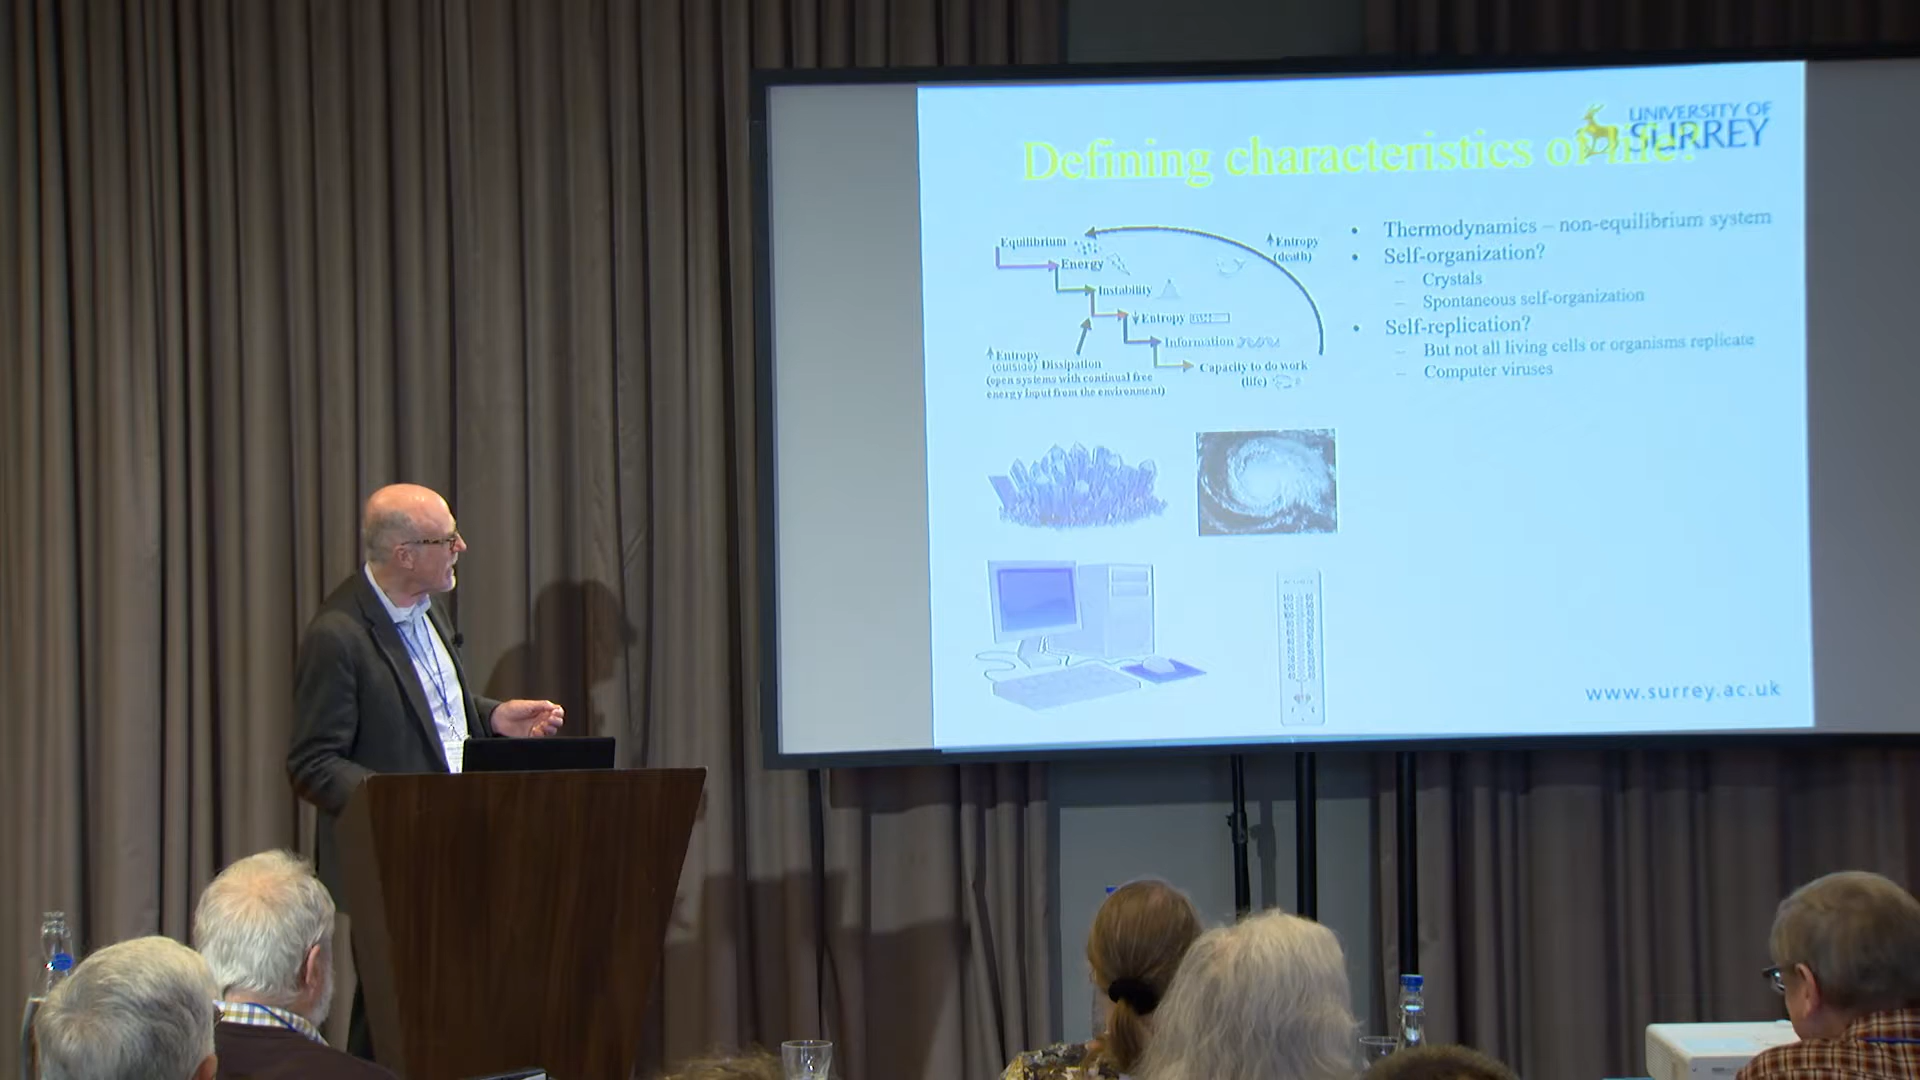 UNIVERSITY OF
SURREY
Defining characteristics of life?
Equilibrium
Energy
Instability
Entropy
Information
Capacity to do work
(life)
Entropy
(death)
Entropy
(outside) Dissipation
(open systems with continual free
energy input from the environment)
• Thermodynamics – non-equilibrium system
• Self-organization?
– Crystals
– Spontaneous self-organization
• Self-replication?
– But not all living cells or organisms replicate
– Computer viruses
www.surrey.ac.uk